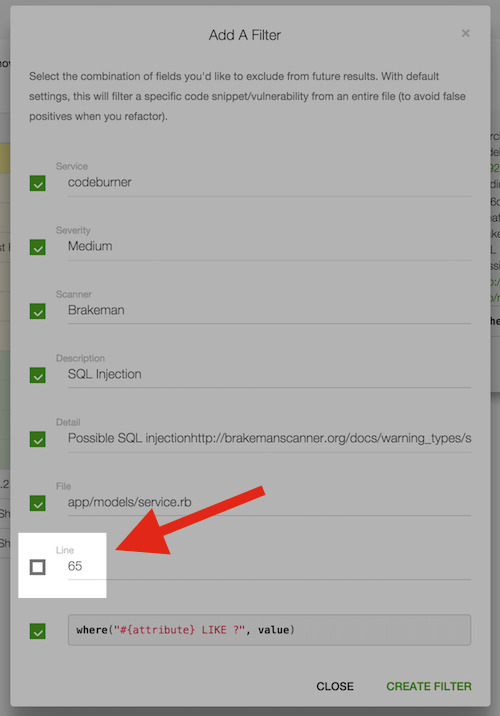 Add A Filter
×
Select the combination of fields you'd like to exclude from future results. With default
settings, this will filter a specific code snippet/vulnerability from an entire file (to avoid false
positives when you refactor).
Service
codeburner
Severity
Medium
Scanner
Brakeman
Description
SQL Injection
Detail
Possible SQL injectionhttp://brakemanscanner.org/docs/warning_types/s
File
app/models/service.rb
Line
65
where("#{attribute} LIKE ?", value)
CLOSE
CREATE FILTER